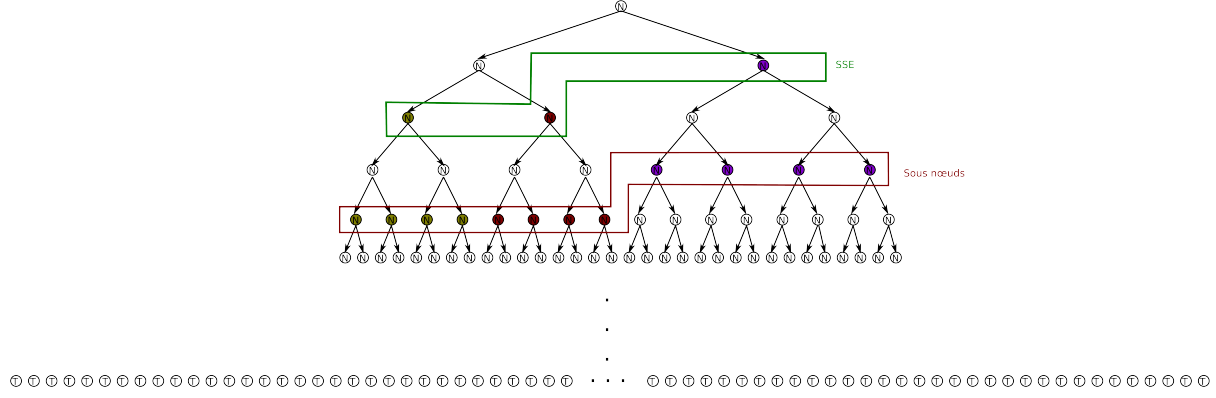 N
N N SSE
N N N N
N N N N N N N N Sous nœuds
N N N N N N N N N N N N N N N N
N N N N N N N N N N N N N N N N N N N N N N N N N N N N N N N N
.
.
.
T T T T T T T T T T T T T T T T T T T T T T T T T T T T T T T T . . . T T T T T T T T T T T T T T T T T T T T T T T T T T T T T T T T